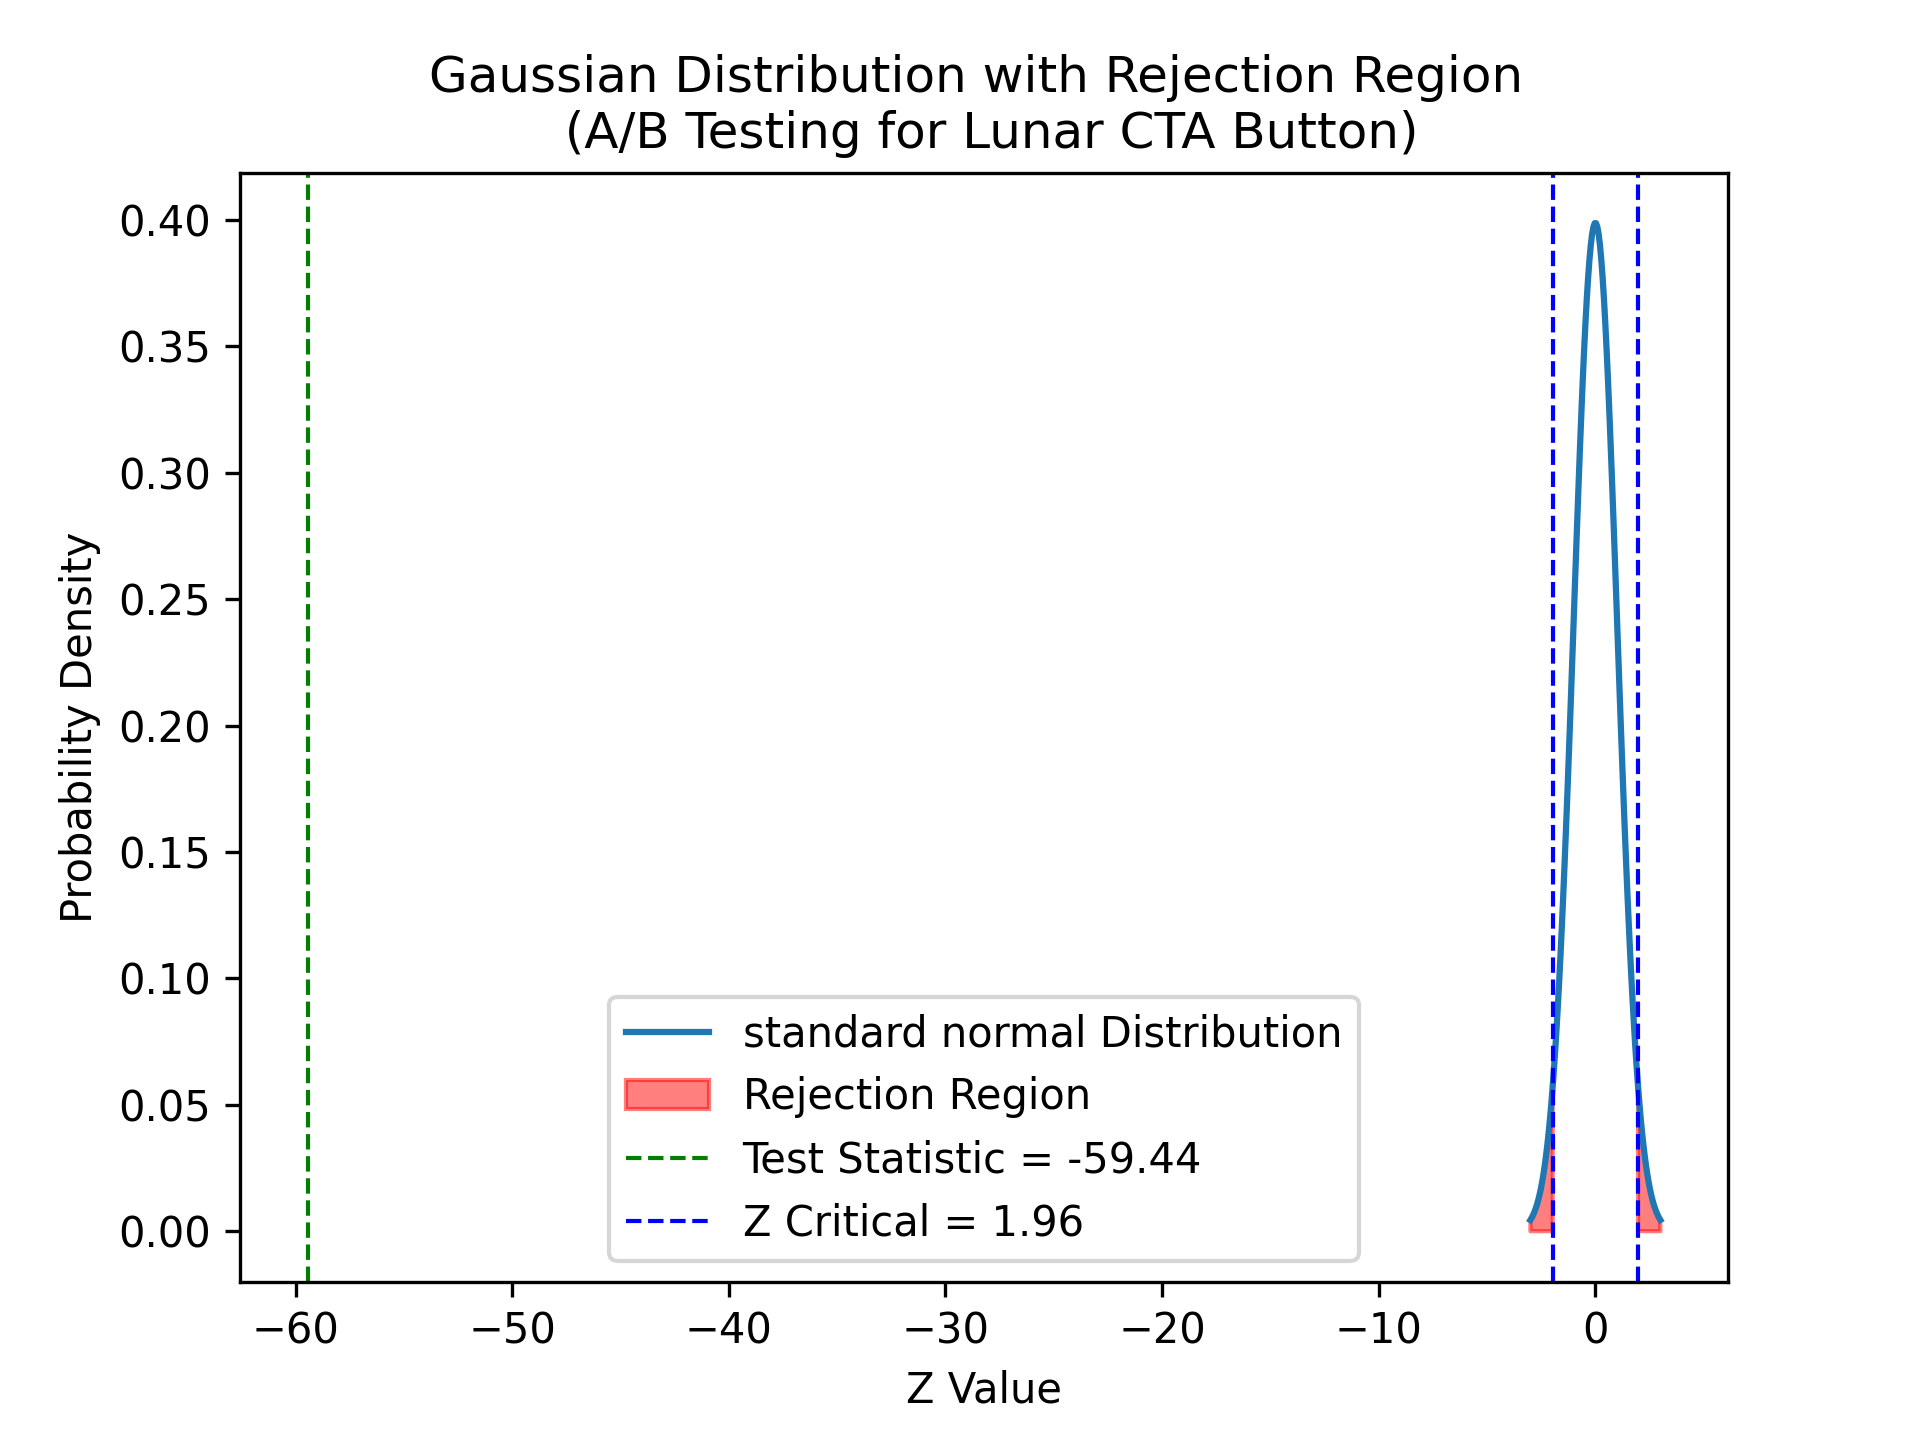 Gaussian Distribution with Rejection Region
(A/B Testing for Lunar CTA Button)
Probability Density
0.40
0.35
0.30
0.25
0.20
0.15
0.10
0.05
0.00
standard normal Distribution
Rejection Region
Test Statistic = -59.44
Z Critical = 1.96
−60
−50
−40
−30
−20
−10
0
Z Value